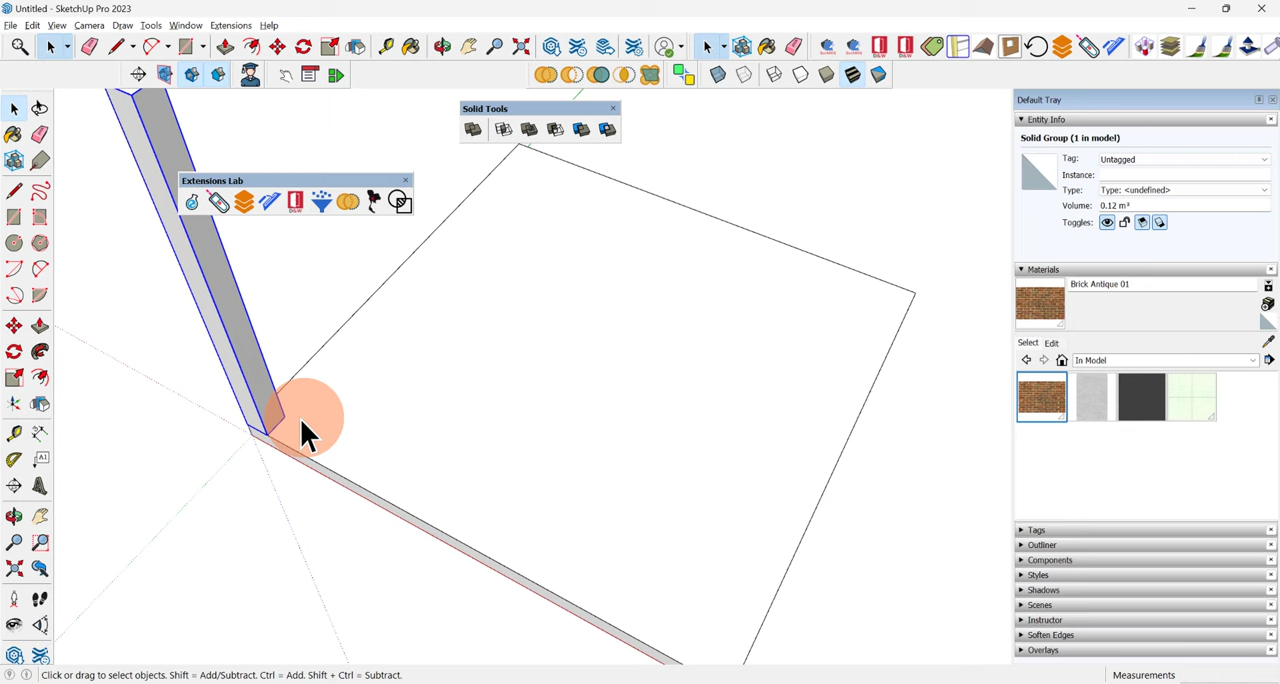 Untitled - SketchUp Pro 2023
File Edit View Camera Draw Tools Window Extensions Help
Solid Tools
Extensions Lab
Default Tray
Entity Info
Solid Group (1 in model)
Tag: Untagged
Instance:
Type: Type: <undefined>
Volume: 0.12 m³
Toggles:
Materials
Brick Antique 01
Select Edit
In Model
Tags
Outliner
Components
Styles
Shadows
Scenes
Instructor
Soften Edges
Overlays
Click or drag to select objects. Shift = Add/Subtract. Ctrl = Add. Shift + Ctrl = Subtract.
Measurements